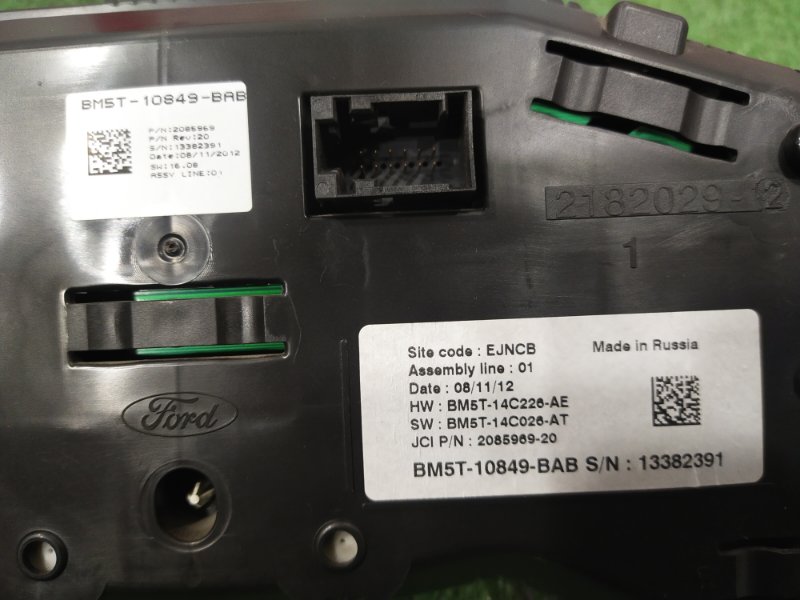 BM5T-10849-BAB
P/N:2085969
P/N Rev:20
S/N:13382391
Date:08/11/2012
SW:16.08
ASSY LINE:01
2182029-12
1
Ford
Site code : EJNCB Made in Russia
Assembly line : 01
Date : 08/11/12
HW : BM5T-14C226-AE
SW : BM5T-14C026-AT
JCI P/N : 2085969-20
BM5T-10849-BAB S/N : 13382391